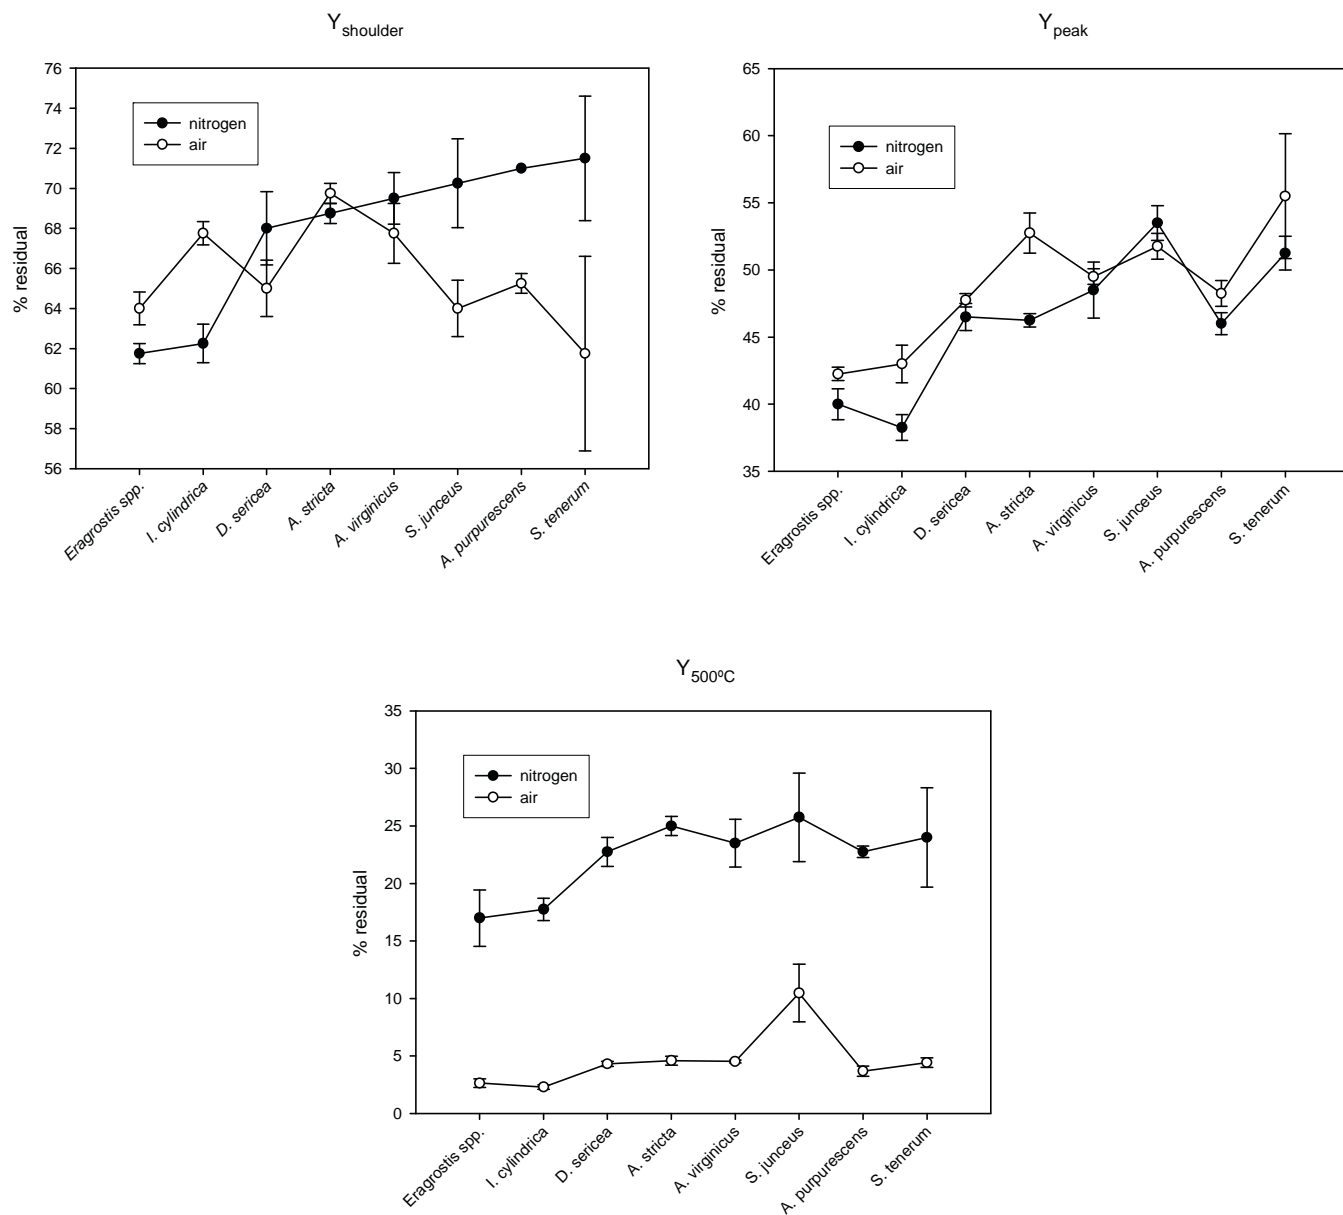 Yshoulder
76
74
72
70
68
66
64
62
60
58
56
% residual
nitrogen
air
Eragrostis spp.
I. cylindrica
D. sericea
A. stricta
A. virginicus
S. junceus
A. purpurescens
S. tenerum
Ypeak
65
60
55
50
45
40
35
% residual
nitrogen
air
Eragrostis spp.
I. cylindrica
D. sericea
A. stricta
A. virginicus
S. junceus
A. purpurescens
S. tenerum
Y500ºC
35
30
25
20
15
10
5
0
% residual
nitrogen
air
Eragrostis spp.
I. cylindrica
D. sericea
A. stricta
A. virginicus
S. junceus
A. purpurescens
S. tenerum